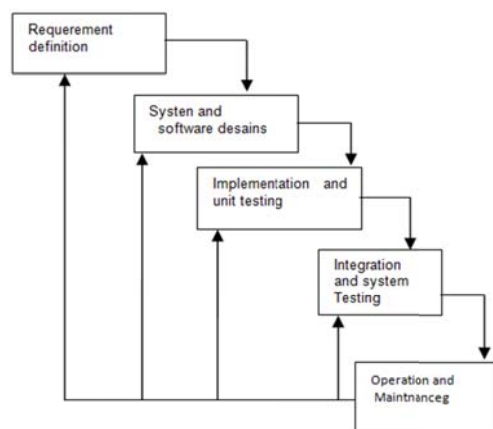 Requerement
definition
Systen and
software desains
Implementation and
unit testing
Integration
and system
Testing
Operation and
Maintnanceg